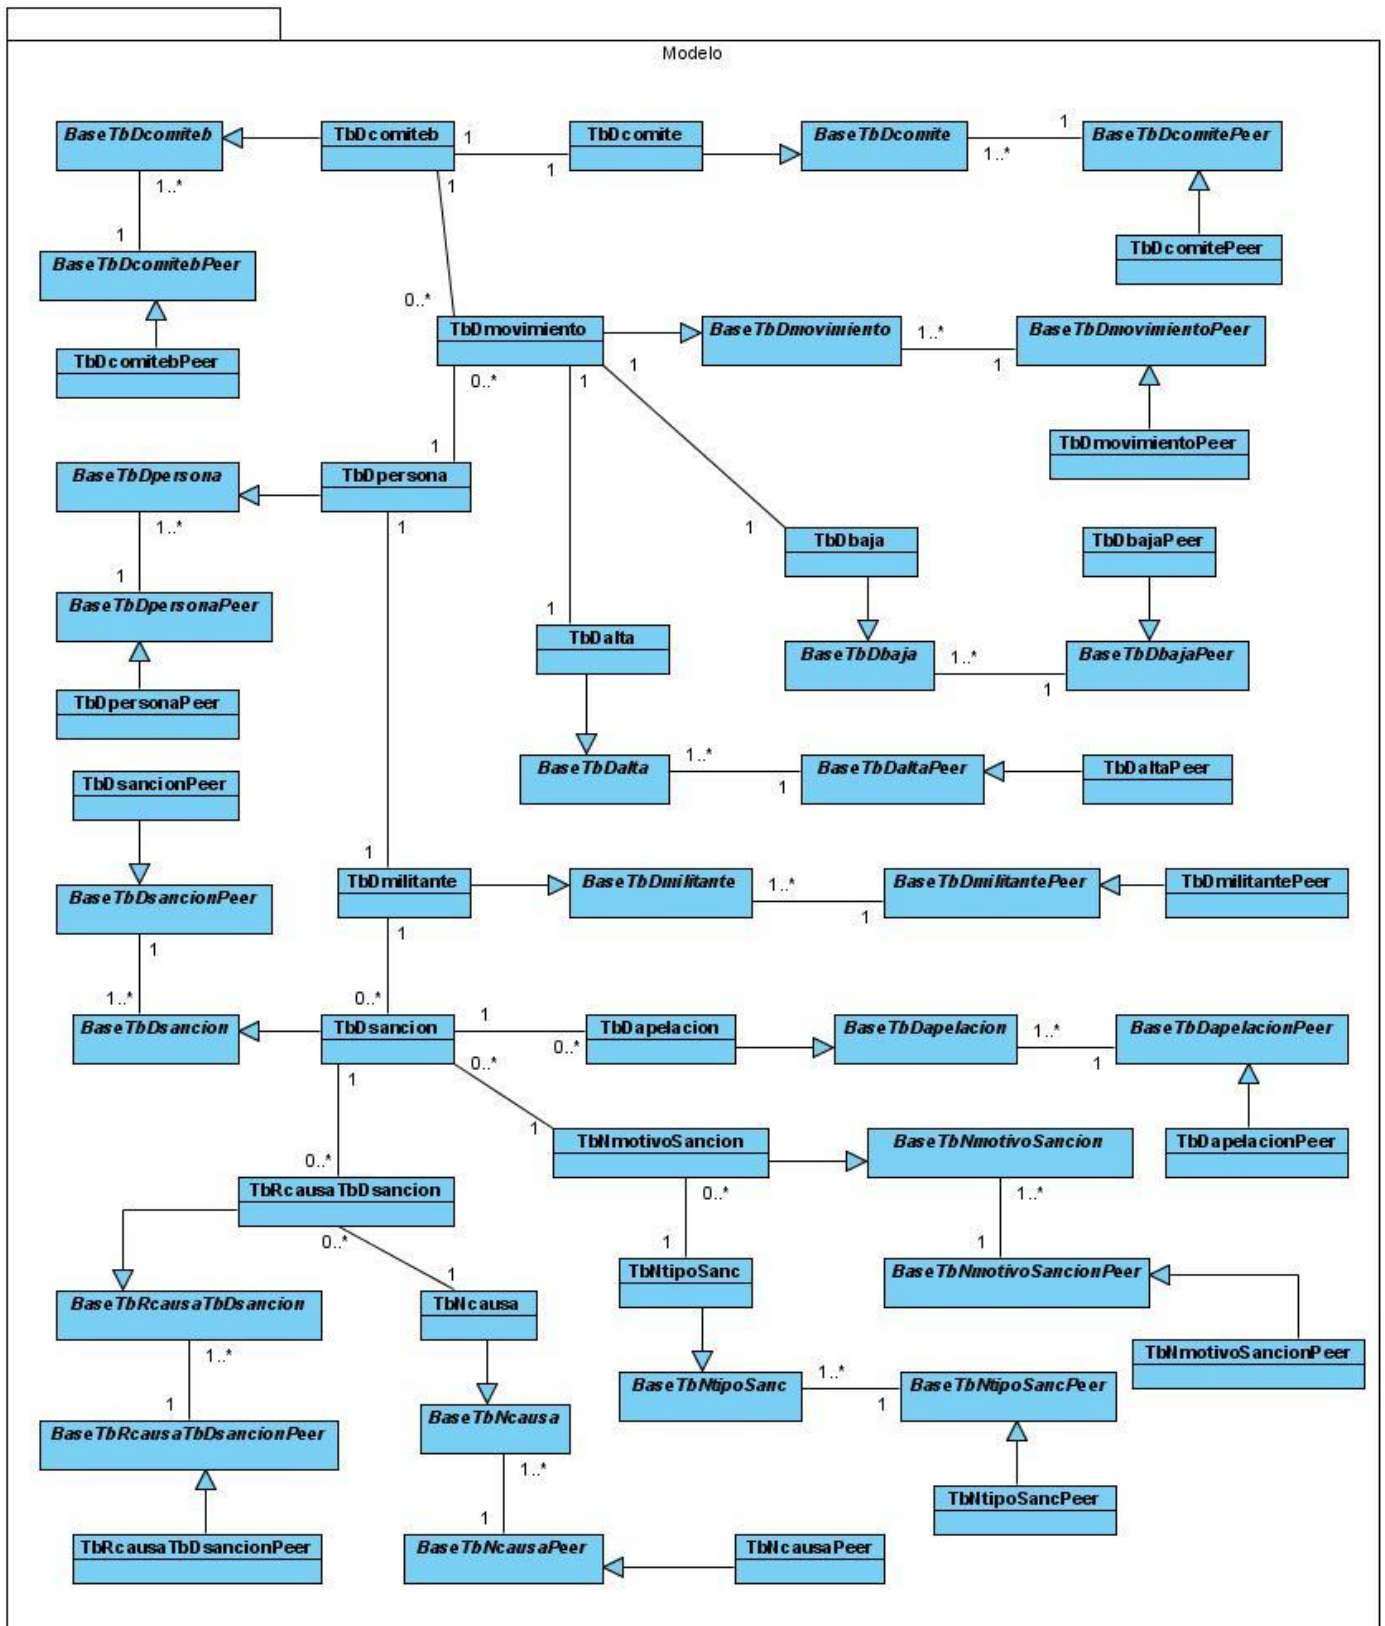 Modelo
BaseTbDcomiteb
TbDcomiteb
TbDcomite
BaseTbDcomite
BaseTbDcomitePeer
1
1
1
1..*
1
1..*
1
1
BaseTbDcomitebPeer
TbDcomitePeer
0..*
TbDmovimiento
BaseTbDmovimiento
BaseTbDmovimientoPeer
1..*
1
TbDcomitebPeer
0..*
1
1
1
TbDmovimientoPeer
BaseTbDpersona
TbDpersona
1..*
1
1
TbDbaja
TbDbajaPeer
1
BaseTbDpersonaPeer
1
TbDalta
BaseTbDbaja
BaseTbDbajaPeer
1..*
1
TbDpersonaPeer
1..*
BaseTbDalta
BaseTbDaltaPeer
TbDaltaPeer
1
TbDsancionPeer
1
TbDmilitante
BaseTbDmilitante
BaseTbDmilitantePeer
TbDmilitantePeer
1..*
1
BaseTbDsancionPeer
1
1
1..*
0..*
BaseTbDsancion
TbDsancion
TbDapelacion
BaseTbDapelacion
BaseTbDapelacionPeer
1
0..*
1..*
1
1
0..*
1
TbNmotivoSancion
BaseTbNmotivoSancion
TbDapelacionPeer
0..*
TbRcausaTbDsancion
0..*
1..*
0..*
1
1
1
TbNtipoSanc
BaseTbNmotivoSancionPeer
BaseTbRcausaTbDsancion
TbNcausa
TbNmotivoSancionPeer
1..*
BaseTbNtipoSanc
1..*
1
BaseTbNtipoSancPeer
1
BaseTbNcausa
BaseTbRcausaTbDsancionPeer
1..*
TbNtipoSancPeer
1
TbRcausaTbDsancionPeer
BaseTbNcausaPeer
TbNcausaPeer